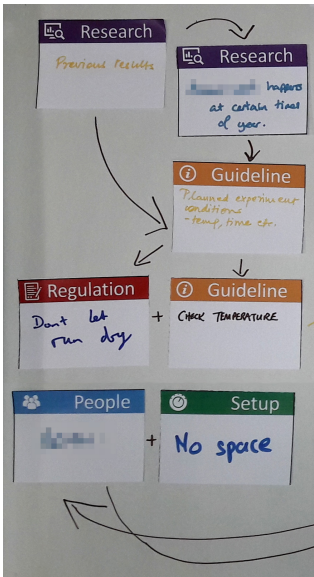 Research
Previous results
Research
happens
at certain times
of year.
Guideline
Planned experiment
conditions
-temp, time etc.
Regulation
Dont let
run dry
+
Guideline
CHECK TEMPERATURE
People
+
Setup
No space